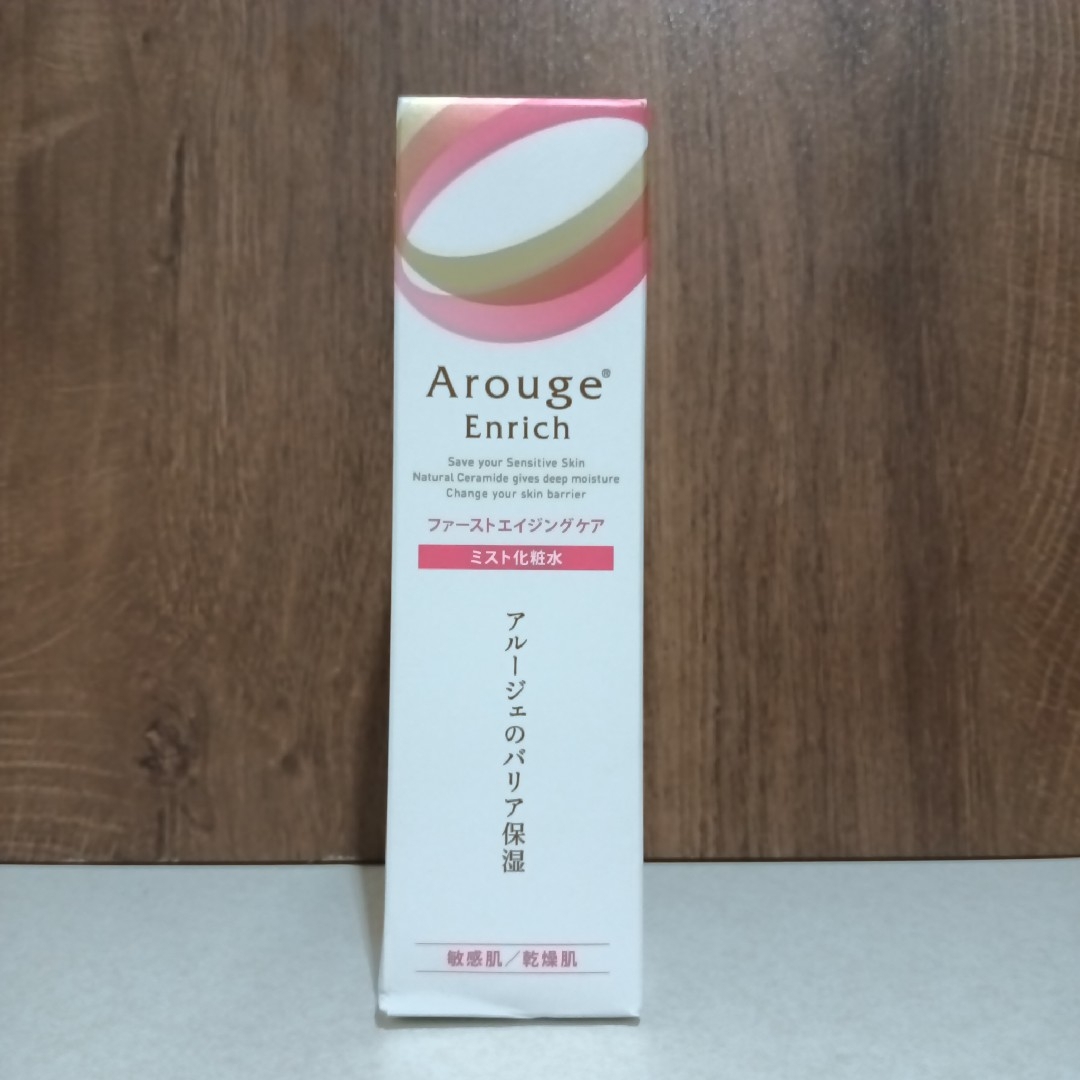 Arouge®
Enrich
Save your Sensitive Skin
Natural Ceramide gives deep moisture
Change your skin barrier
ファーストエイジングケア
ミスト化粧水
アルージェのバリア保湿
敏感肌／乾燥肌